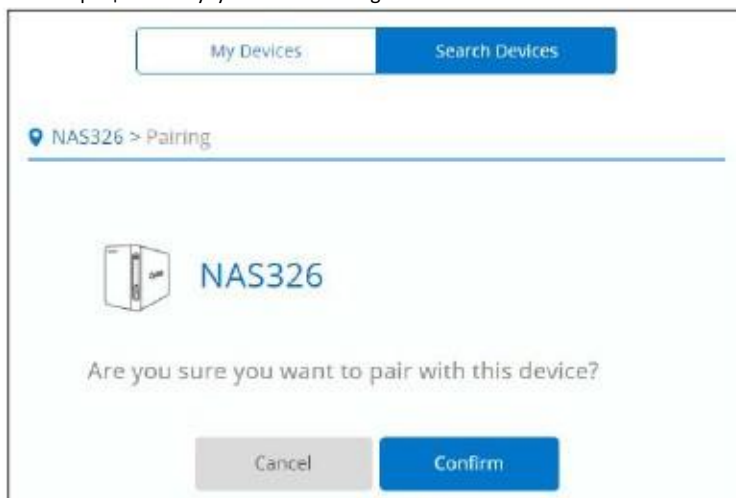 My Devices
Search Devices
NAS326 > Pairing
NAS326
Are you sure you want to pair with this device?
Cancel
Confirm